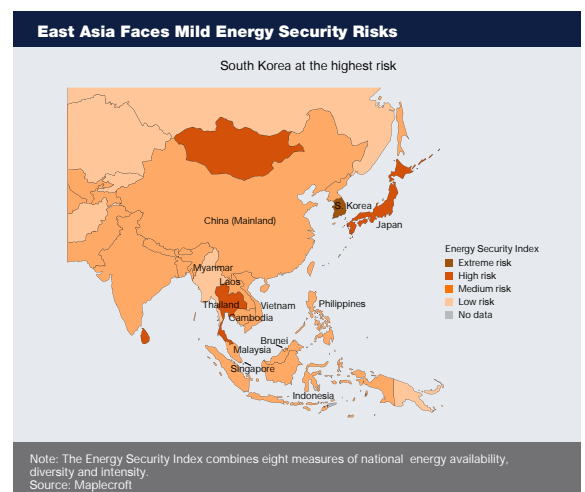 East Asia Faces Mild Energy Security Risks
South Korea at the highest risk
S. Korea
China (Mainland)
Japan
Energy Security Index
Extreme risk
High risk
Medium risk
Low risk
No data
Myanmar
Laos
Thailand
Vietnam
Philippines
Cambodia
Brunei
Malaysia
Singapore
Indonesia
Note: The Energy Security Index combines eight measures of national energy availability,
diversity and intensity.
Source: Maplecroft